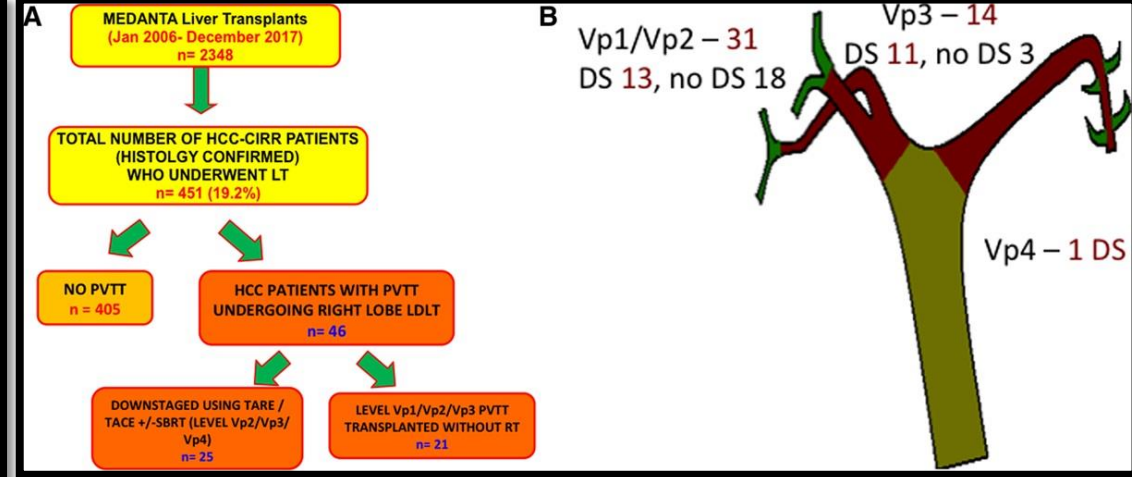 A
MEDANTA Liver Transplants
(Jan 2006- December 2017)
n= 2348
TOTAL NUMBER OF HCC-CIRR PATIENTS
(HISTOLGY CONFIRMED)
WHO UNDERWENT LT
n= 451 (19.2%)
NO PVTT
n = 405
HCC PATIENTS WITH PVTT
UNDERGOING RIGHT LOBE LDLT
n= 46
DOWNSTAGED USING TARE /
TACE +/-SBRT (LEVEL Vp2/Vp3/
Vp4)
n= 25
LEVEL Vp1/Vp2/Vp3 PVTT
TRANSPLANTED WITHOUT RT
n= 21
B
Vp1/Vp2 – 31
DS 13, no DS 18
Vp3 – 14
DS 11, no DS 3
Vp4 – 1 DS